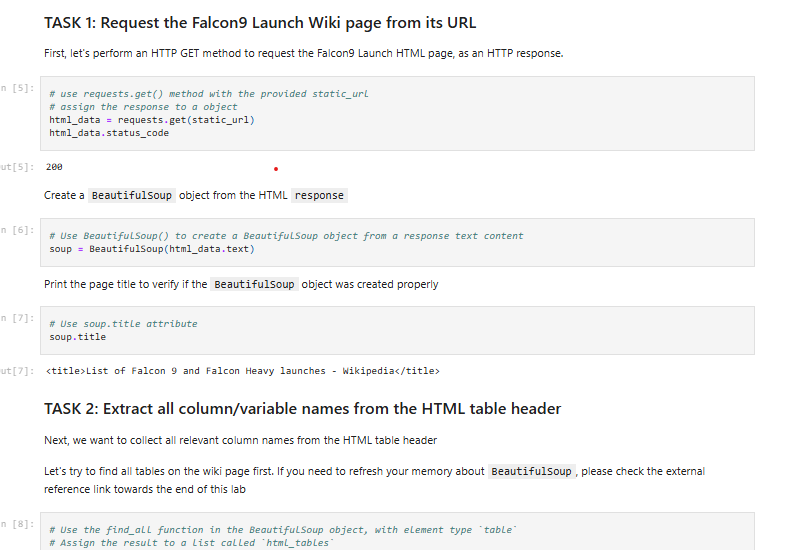 TASK 1: Request the Falcon9 Launch Wiki page from its URL
First, let's perform an HTTP GET method to request the Falcon9 Launch HTML page, as an HTTP response.
n [5]:
# use requests.get() method with the provided static_url
# assign the response to a object
html_data = requests.get(static_url)
html_data.status_code
ut[5]: 200
Create a BeautifulSoup object from the HTML response
n [6]:
# Use BeautifulSoup() to create a BeautifulSoup object from a response text content
soup = BeautifulSoup(html_data.text)
Print the page title to verify if the BeautifulSoup object was created properly
n [7]:
# Use soup.title attribute
soup.title
ut[7]: <title>List of Falcon 9 and Falcon Heavy launches - Wikipedia</title>
TASK 2: Extract all column/variable names from the HTML table header
Next, we want to collect all relevant column names from the HTML table header
Let's try to find all tables on the wiki page first. If you need to refresh your memory about BeautifulSoup, please check the external
reference link towards the end of this lab
n [8]:
# Use the find_all function in the BeautifulSoup object, with element type `table`
# Assign the result to a list called `html_tables`